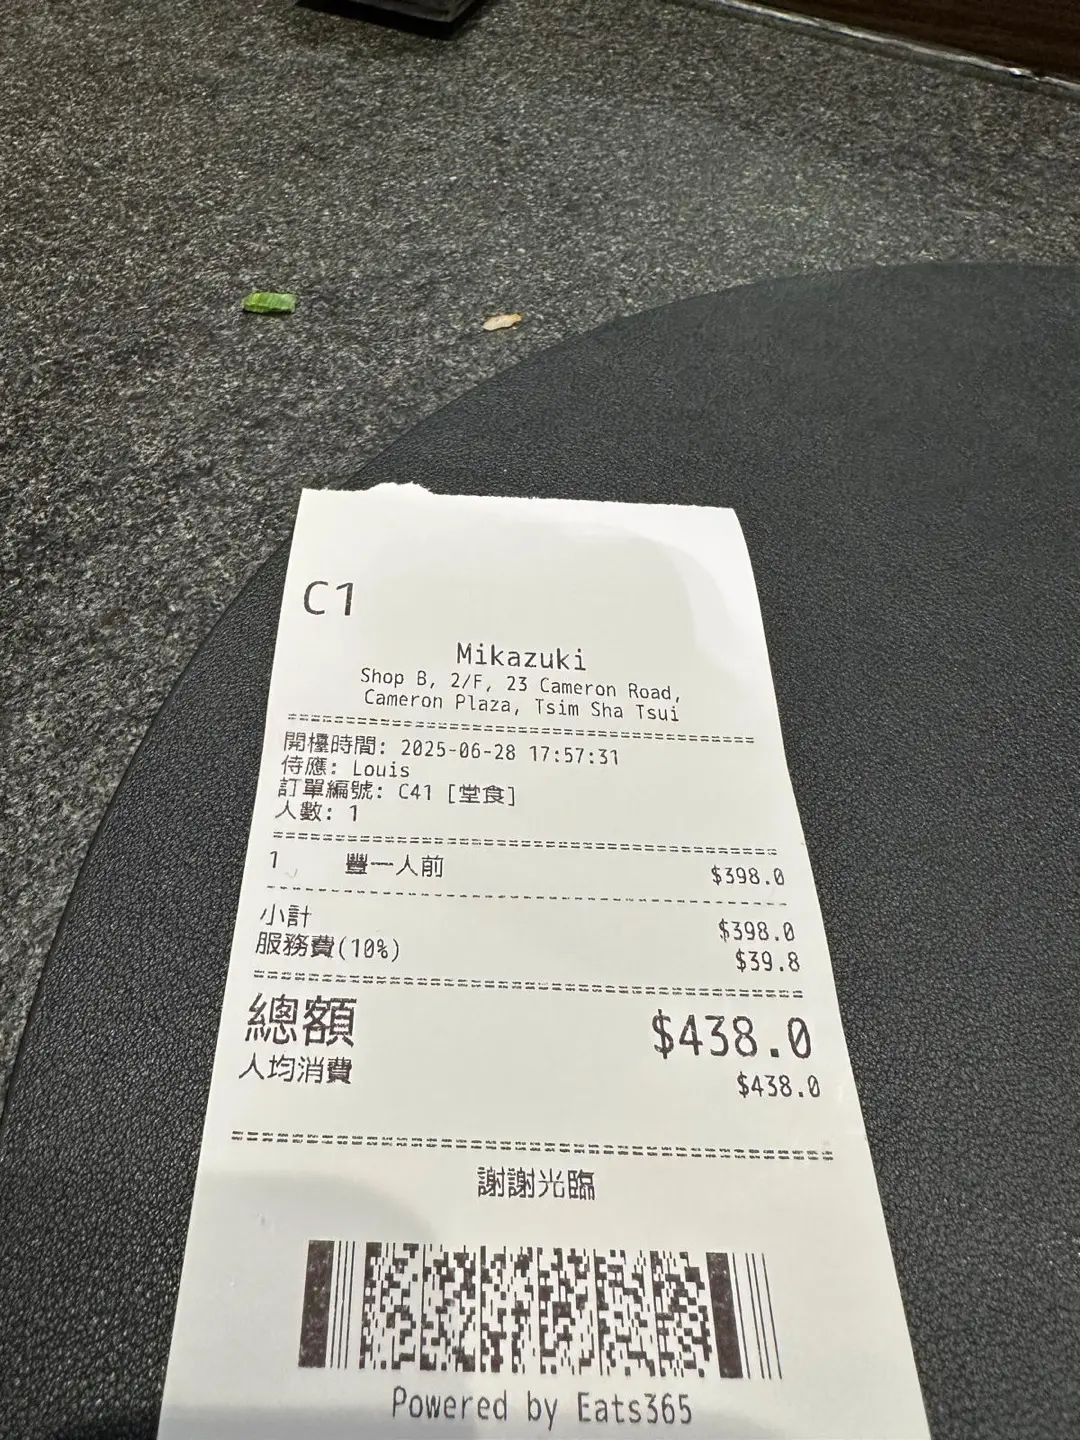 C1
Mikazuki
Shop B, 2/F, 23 Cameron Road,
Cameron Plaza, Tsim Sha Tsui
開檯時間: 2025-06-28 17:57:31
侍應: Louis
訂單編號: C41 [堂食]
人數: 1
1 豐一人前 $398.0
小計 $398.0
服務費(10%) $39.8
總額 $438.0
人均消費 $438.0
謝謝光臨
Powered by Eats365